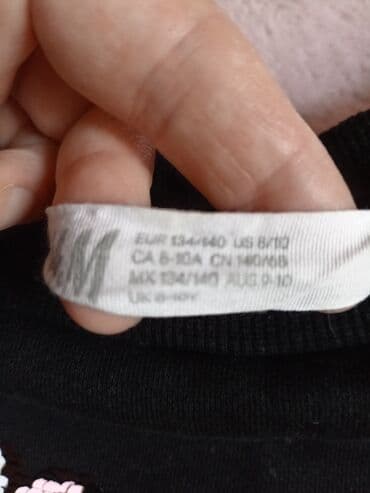 H&M
EUR 134/140 US 8/10
CA 8-10A CN 140/68
MX 134/140 AUS 9-10
UK 8-10Y